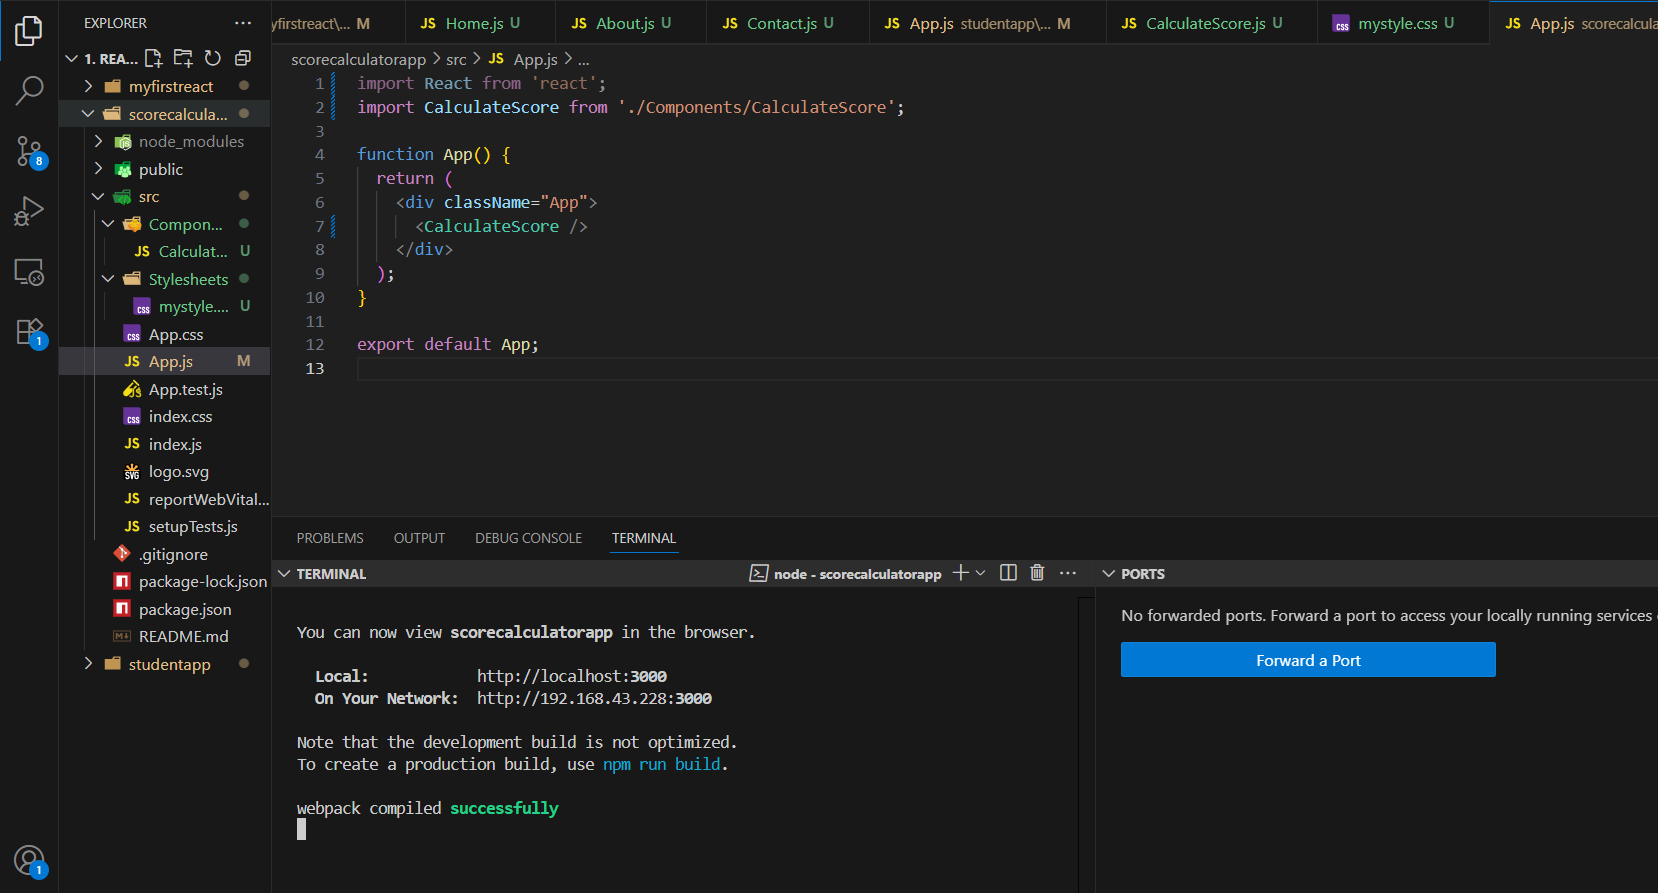 EXPLORER
1. REA...
myfirstreact
scorecalcula...
node_modules
public
src
Compon...
JS Calculat... U
Stylesheets
css mystyle.... U
css App.css
JS App.js M
App.test.js
css index.css
JS index.js
SVG logo.svg
JS reportWebVital...
JS setupTests.js
.gitignore
package-lock.json
package.json
README.md
studentapp
8
1
1
yfirstreact\... M
JS Home.js U
JS About.js U
JS Contact.js U
JS App.js studentapp\... M
JS CalculateScore.js U
css mystyle.css U
JS App.js scorecalcula
scorecalculatorapp > src > JS App.js > ...
1 import React from 'react';
2 import CalculateScore from './Components/CalculateScore';
3
4 function App() {
5 return (
6 <div className="App">
7 <CalculateScore />
8 </div>
9 );
10 }
11
12 export default App;
13
PROBLEMS OUTPUT DEBUG CONSOLE TERMINAL
TERMINAL
node - scorecalculatorapp
You can now view scorecalculatorapp in the browser.
Local: http://localhost:3000
On Your Network: http://192.168.43.228:3000
Note that the development build is not optimized.
To create a production build, use npm run build.
webpack compiled successfully
PORTS
No forwarded ports. Forward a port to access your locally running services
Forward a Port